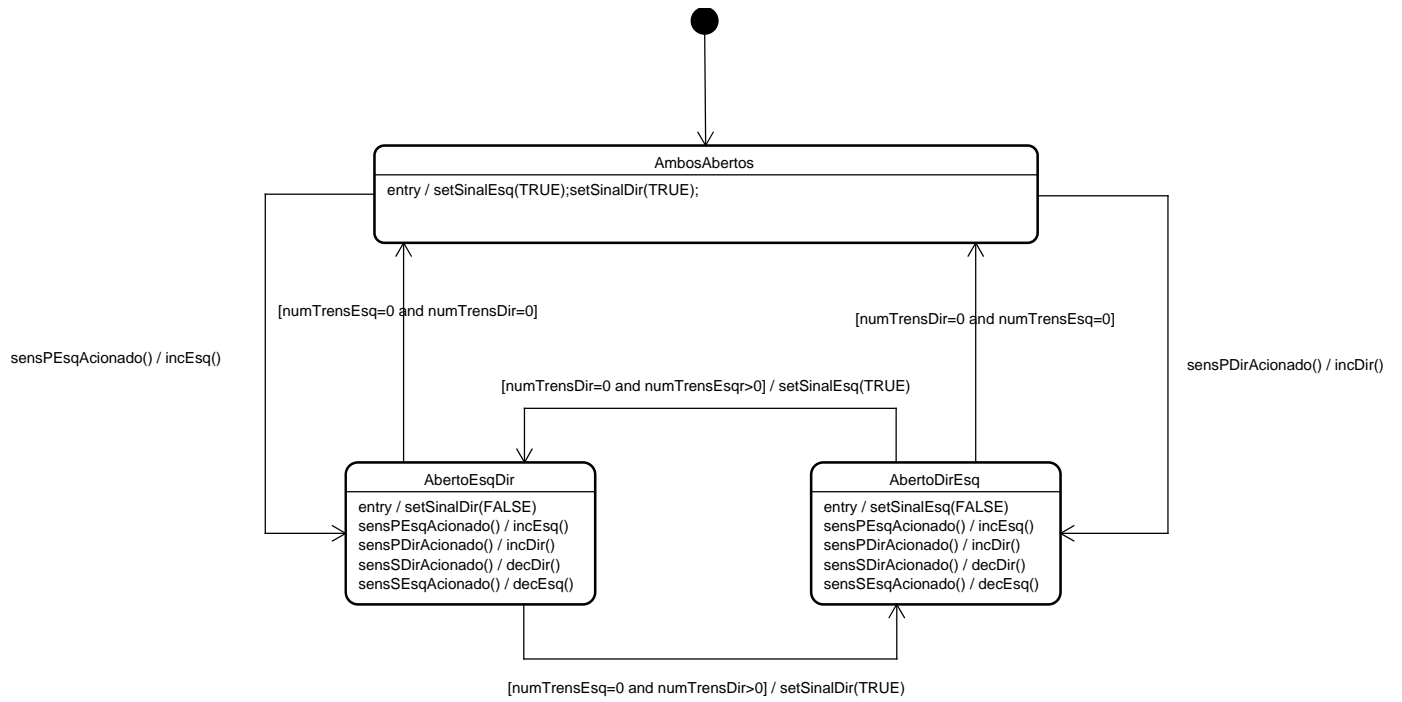 AmbosAbertos
entry / setSinalEsq(TRUE);setSinalDir(TRUE);
[numTrensEsq=0 and numTrensDir=0]
[numTrensDir=0 and numTrensEsq=0]
sensPEsqAcionado() / incEsq()
sensPDirAcionado() / incDir()
[numTrensDir=0 and numTrensEsqr>0] / setSinalEsq(TRUE)
AbertoEsqDir
entry / setSinalDir(FALSE)
sensPEsqAcionado() / incEsq()
sensPDirAcionado() / incDir()
sensSDirAcionado() / decDir()
sensSEsqAcionado() / decEsq()
AbertoDirEsq
entry / setSinalEsq(FALSE)
sensPEsqAcionado() / incEsq()
sensPDirAcionado() / incDir()
sensSDirAcionado() / decDir()
sensSEsqAcionado() / decEsq()
[numTrensEsq=0 and numTrensDir>0] / setSinalDir(TRUE)